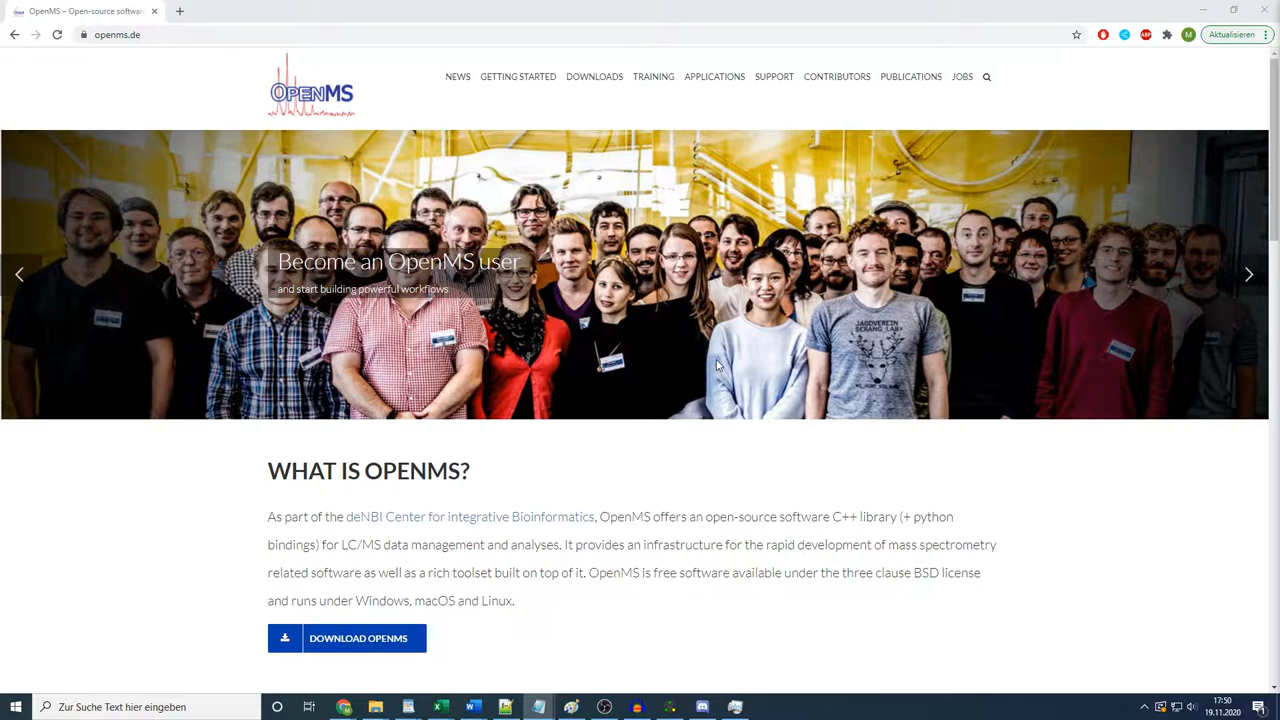 OpenMS – Open-source software
openms.de
ABP
M
Aktualisieren
OPENMS
NEWS GETTING STARTED DOWNLOADS TRAINING APPLICATIONS SUPPORT CONTRIBUTORS PUBLICATIONS JOBS
Become an OpenMS user
and start building powerful workflows
JAGDVEREIN
SERANG LAB
WHAT IS OPENMS?
As part of the deNBI Center for integrative Bioinformatics, OpenMS offers an open-source software C++ library (+ python
bindings) for LC/MS data management and analyses. It provides an infrastructure for the rapid development of mass spectrometry
related software as well as a rich toolset built on top of it. OpenMS is free software available under the three clause BSD license
and runs under Windows, macOS and Linux.
DOWNLOAD OPENMS
Zur Suche Text hier eingeben
17:50
19.11.2020